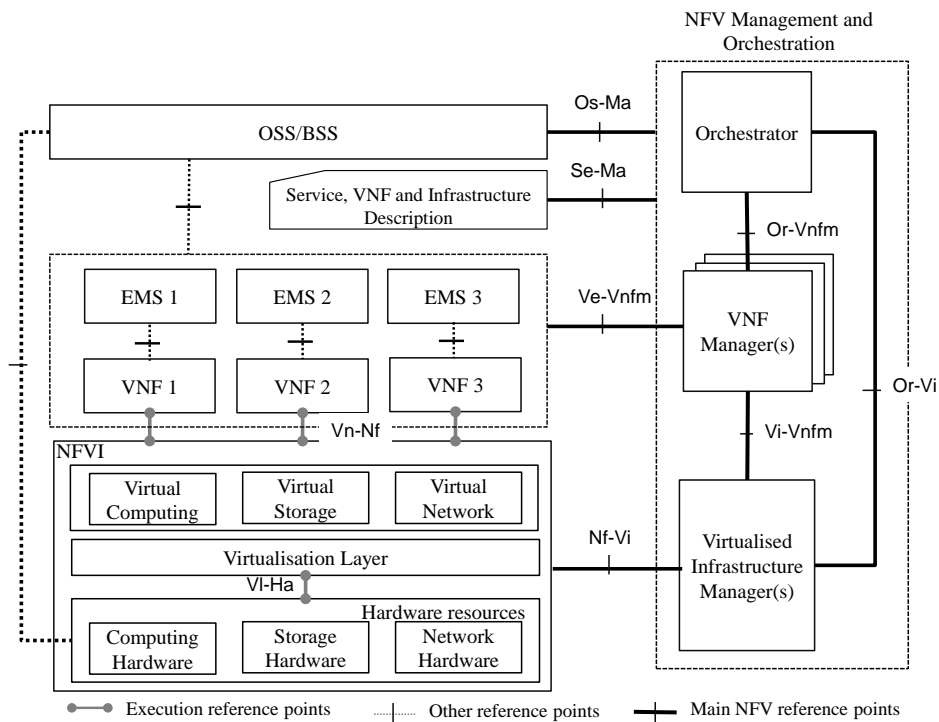 NFV Management and
Orchestration
Os-Ma
OSS/BSS
Orchestrator
Se-Ma
Service, VNF and Infrastructure
Description
Or-Vnfm
EMS 1
EMS 2
EMS 3
Ve-Vnfm
VNF
Manager(s)
VNF 1
VNF 2
VNF 3
Or-Vi
Vn-Nf
Vi-Vnfm
NFVI
Virtual
Computing
Virtual
Storage
Virtual
Network
Nf-Vi
Virtualised
Infrastructure
Manager(s)
Virtualisation Layer
Vl-Ha
Hardware resources
Computing
Hardware
Storage
Hardware
Network
Hardware
Execution reference points
Other reference points
Main NFV reference points